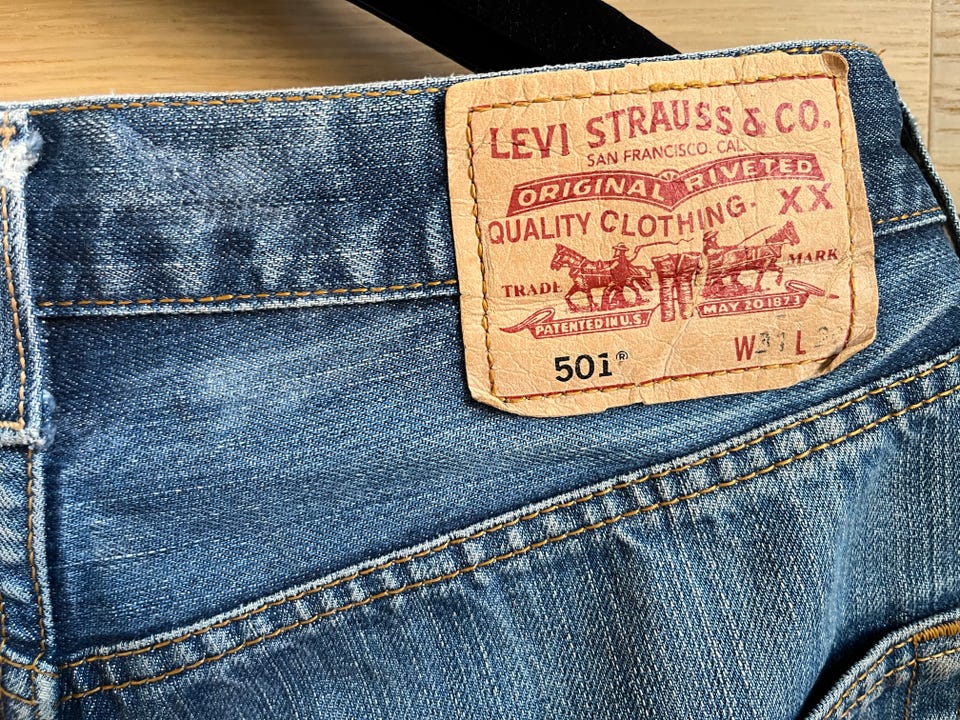 LEVI STRAUSS & CO.
SAN FRANCISCO. CAL.
ORIGINAL RIVETED
QUALITY CLOTHING. XX
TRADE MARK
PATENTED IN U.S. MAY 20 1873
501® W L